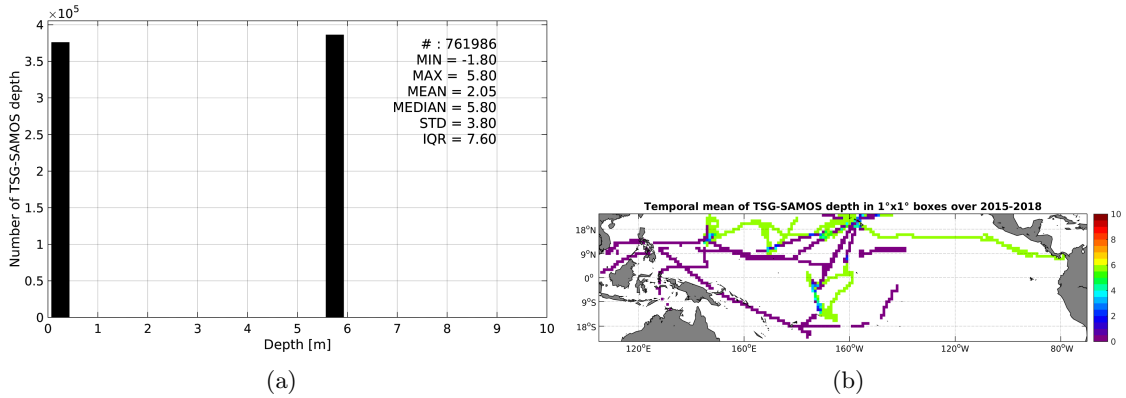 ×10⁵
4
3.5
3
2.5
2
1.5
1
0.5
0
0 1 2 3 4 5 6 7 8 9 10
Number of TSG-SAMOS depth
Depth [m]
# : 761986
MIN = -1.80
MAX = 5.80
MEAN = 2.05
MEDIAN = 5.80
STD = 3.80
IQR = 7.60
(a)
Temporal mean of TSG-SAMOS depth in 1°x1° boxes over 2015-2018
18°N
9°N
0°
9°S
18°S
120°E 160°E 160°W 120°W 80°W
10
8
6
4
2
0
(b)